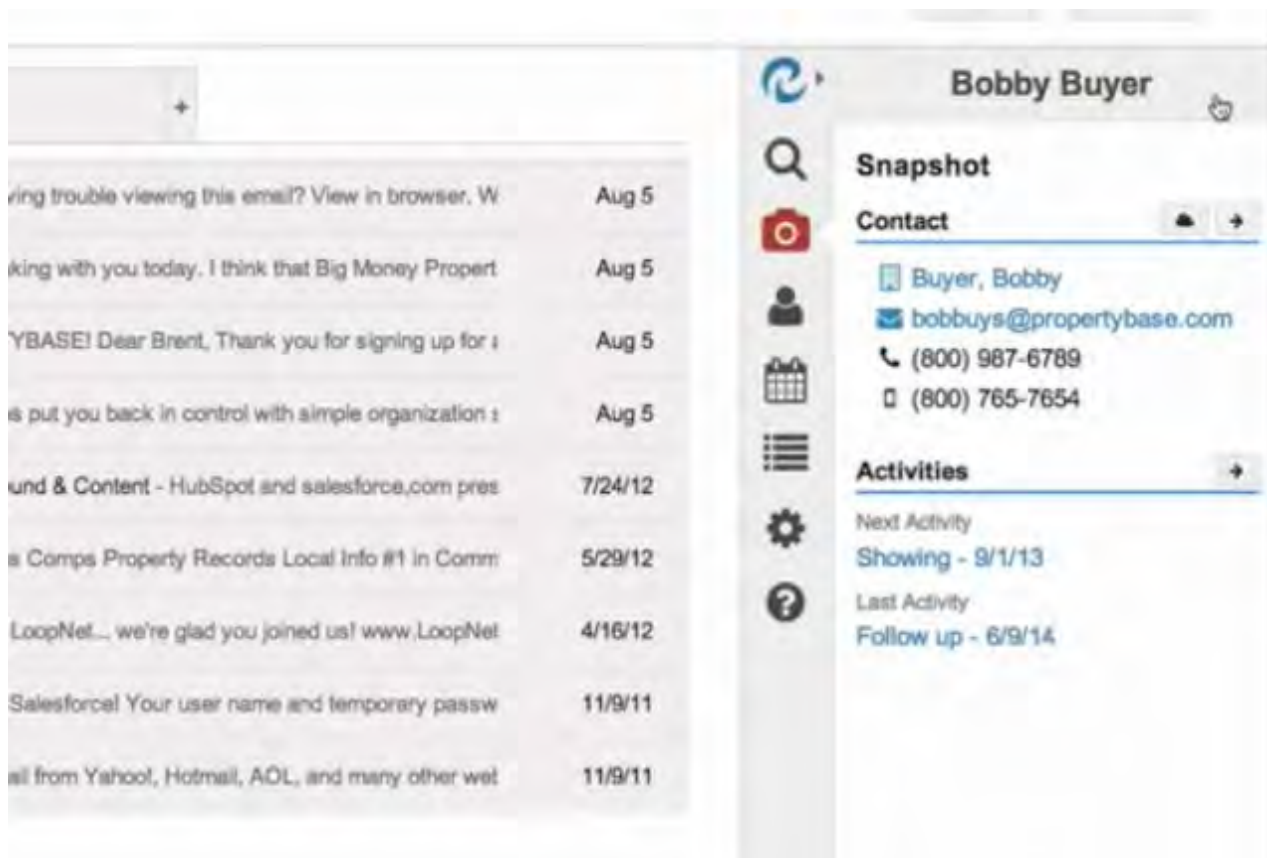 +
ving trouble viewing this email? View in browser. W
Aug 5
king with you today. I think that Big Money Propert
Aug 5
YBASE! Dear Brent, Thank you for signing up for a
Aug 5
s put you back in control with simple organization s
Aug 5
und & Content - HubSpot and salesforce.com pres
7/24/12
s Comps Property Records Local Info #1 in Comm
5/29/12
LoopNet... we're glad you joined us! www.LoopNet
4/16/12
Salesforce! Your user name and temporary passw
11/9/11
ail from Yahoo!, Hotmail, AOL, and many other wet
11/9/11
Bobby Buyer
Snapshot
Contact
Buyer, Bobby
bobbuys@propertybase.com
(800) 987-6789
(800) 765-7654
Activities
Next Activity
Showing - 9/1/13
Last Activity
Follow up - 6/9/14